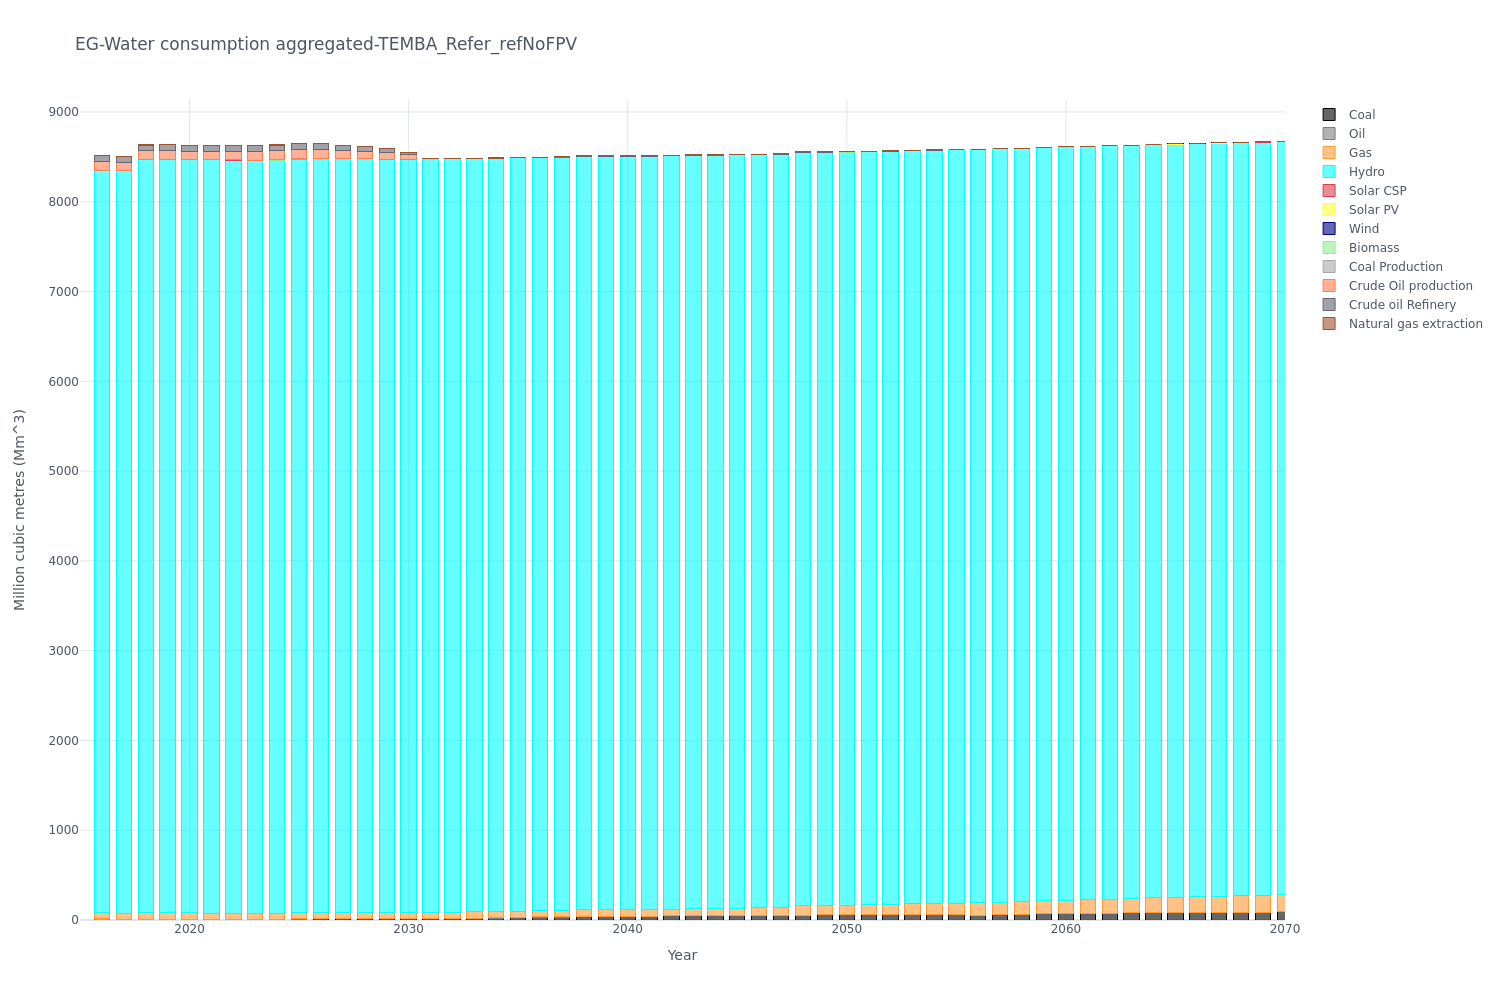 EG-Water consumption aggregated-TEMBA_Refer_refNoFPV
9000
8000
7000
6000
5000
4000
3000
2000
1000
0
Million cubic metres (Mm^3)
2020
2030
2040
2050
2060
2070
Year
Coal
Oil
Gas
Hydro
Solar CSP
Solar PV
Wind
Biomass
Coal Production
Crude Oil production
Crude oil Refinery
Natural gas extraction